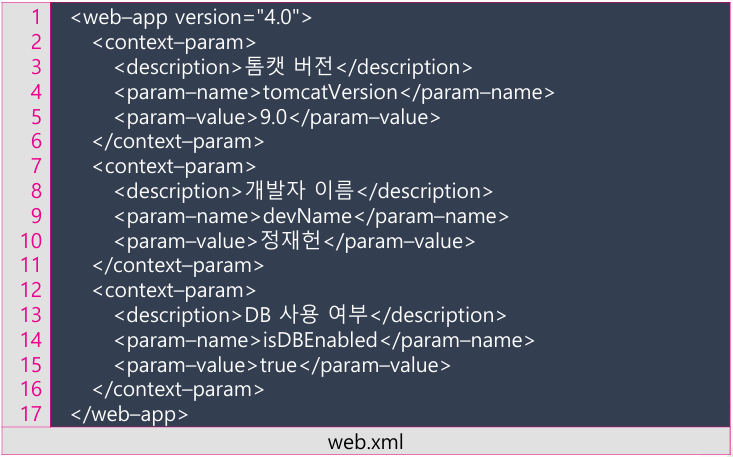 1 <web–app version="4.0">
2 <context–param>
3 <description>톰캣 버전</description>
4 <param–name>tomcatVersion</param–name>
5 <param–value>9.0</param–value>
6 </context–param>
7 <context–param>
8 <description>개발자 이름</description>
9 <param–name>devName</param–name>
10 <param–value>정재헌</param–value>
11 </context–param>
12 <context–param>
13 <description>DB 사용 여부</description>
14 <param–name>isDBEnabled</param–name>
15 <param–value>true</param–value>
16 </context–param>
17 </web–app>
web.xml